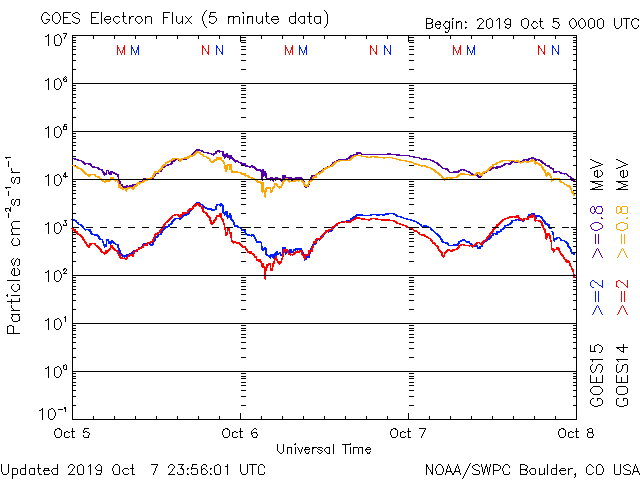 GOES Electron Flux (5 minute data)
Begin: 2019 Oct 5 0000 UTC
M M N N M M N N M M N N
10⁷
10⁶
10⁵
10⁴
10³
10²
10¹
10⁰
10⁻¹
Particles cm⁻²s⁻¹sr⁻¹
Oct 5 Oct 6 Oct 7 Oct 8
Universal Time
GOES15 >=2 >=0.8 MeV
GOES14 >=2 >=0.8 MeV
Updated 2019 Oct 7 23:56:01 UTC
NOAA/SWPC Boulder, CO USA